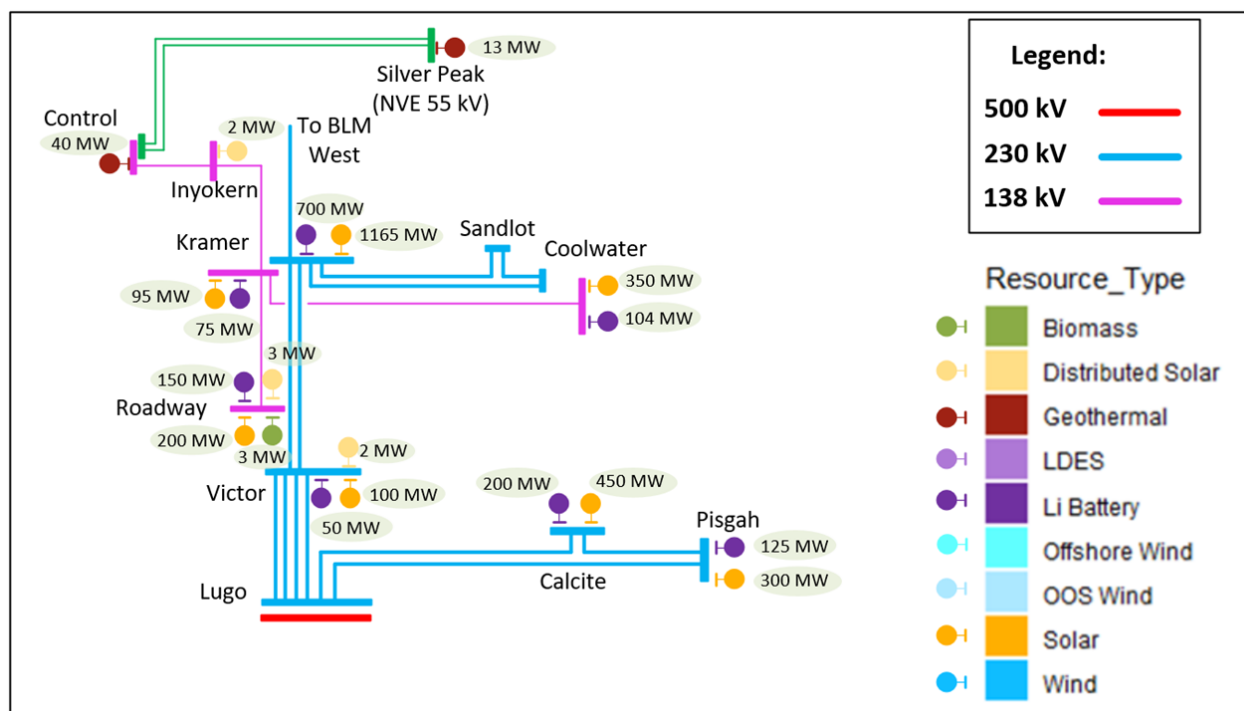 13 MW
Silver Peak
(NVE 55 kV)
Control
40 MW
2 MW
To BLM
West
Inyokern
700 MW
1165 MW
Sandlot
Coolwater
Kramer
95 MW
75 MW
350 MW
104 MW
3 MW
150 MW
Roadway
200 MW
3 MW
2 MW
Victor
100 MW
50 MW
200 MW
450 MW
Pisgah
125 MW
300 MW
Calcite
Lugo
Legend:
500 kV
230 kV
138 kV
Resource_Type
Biomass
Distributed Solar
Geothermal
LDES
Li Battery
Offshore Wind
OOS Wind
Solar
Wind